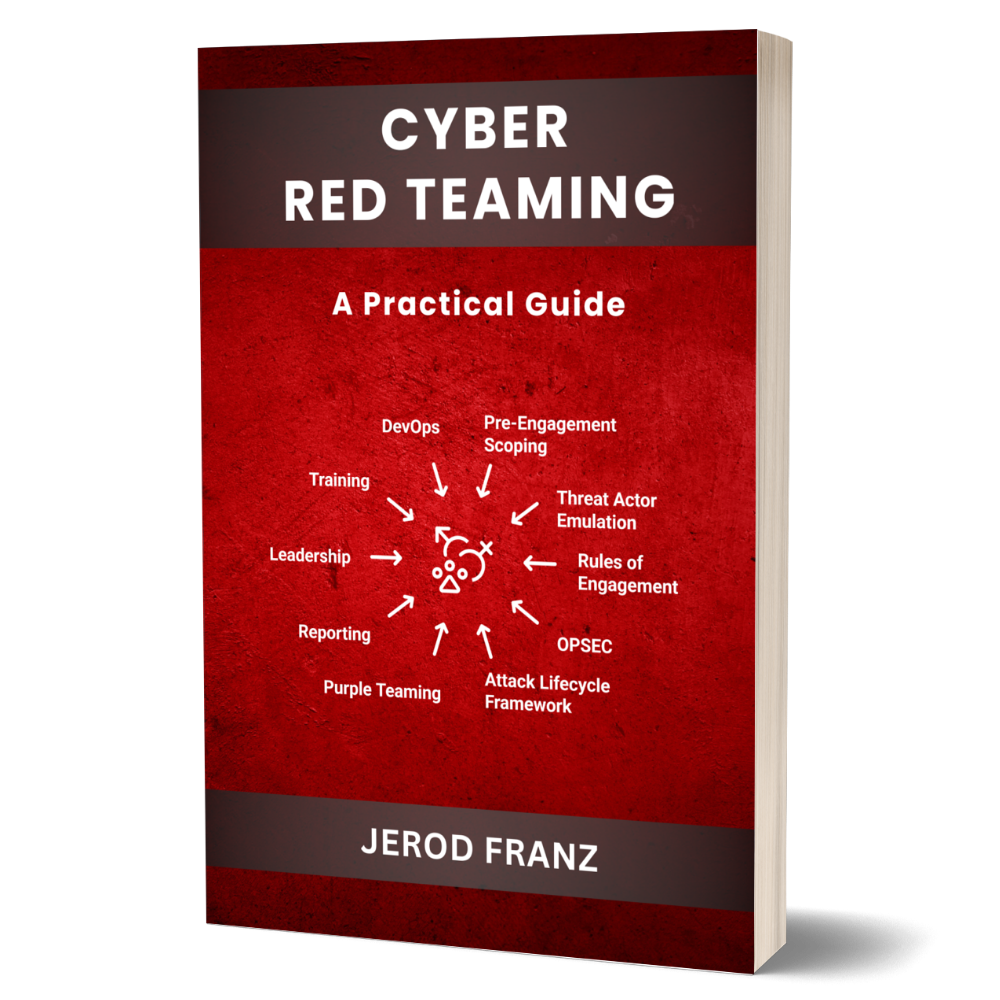 CYBER
RED TEAMING
A Practical Guide
DevOps
Pre-Engagement
Scoping
Training
Threat Actor
Emulation
Leadership
Rules of
Engagement
Reporting
OPSEC
Purple Teaming
Attack Lifecycle
Framework
JEROD FRANZ